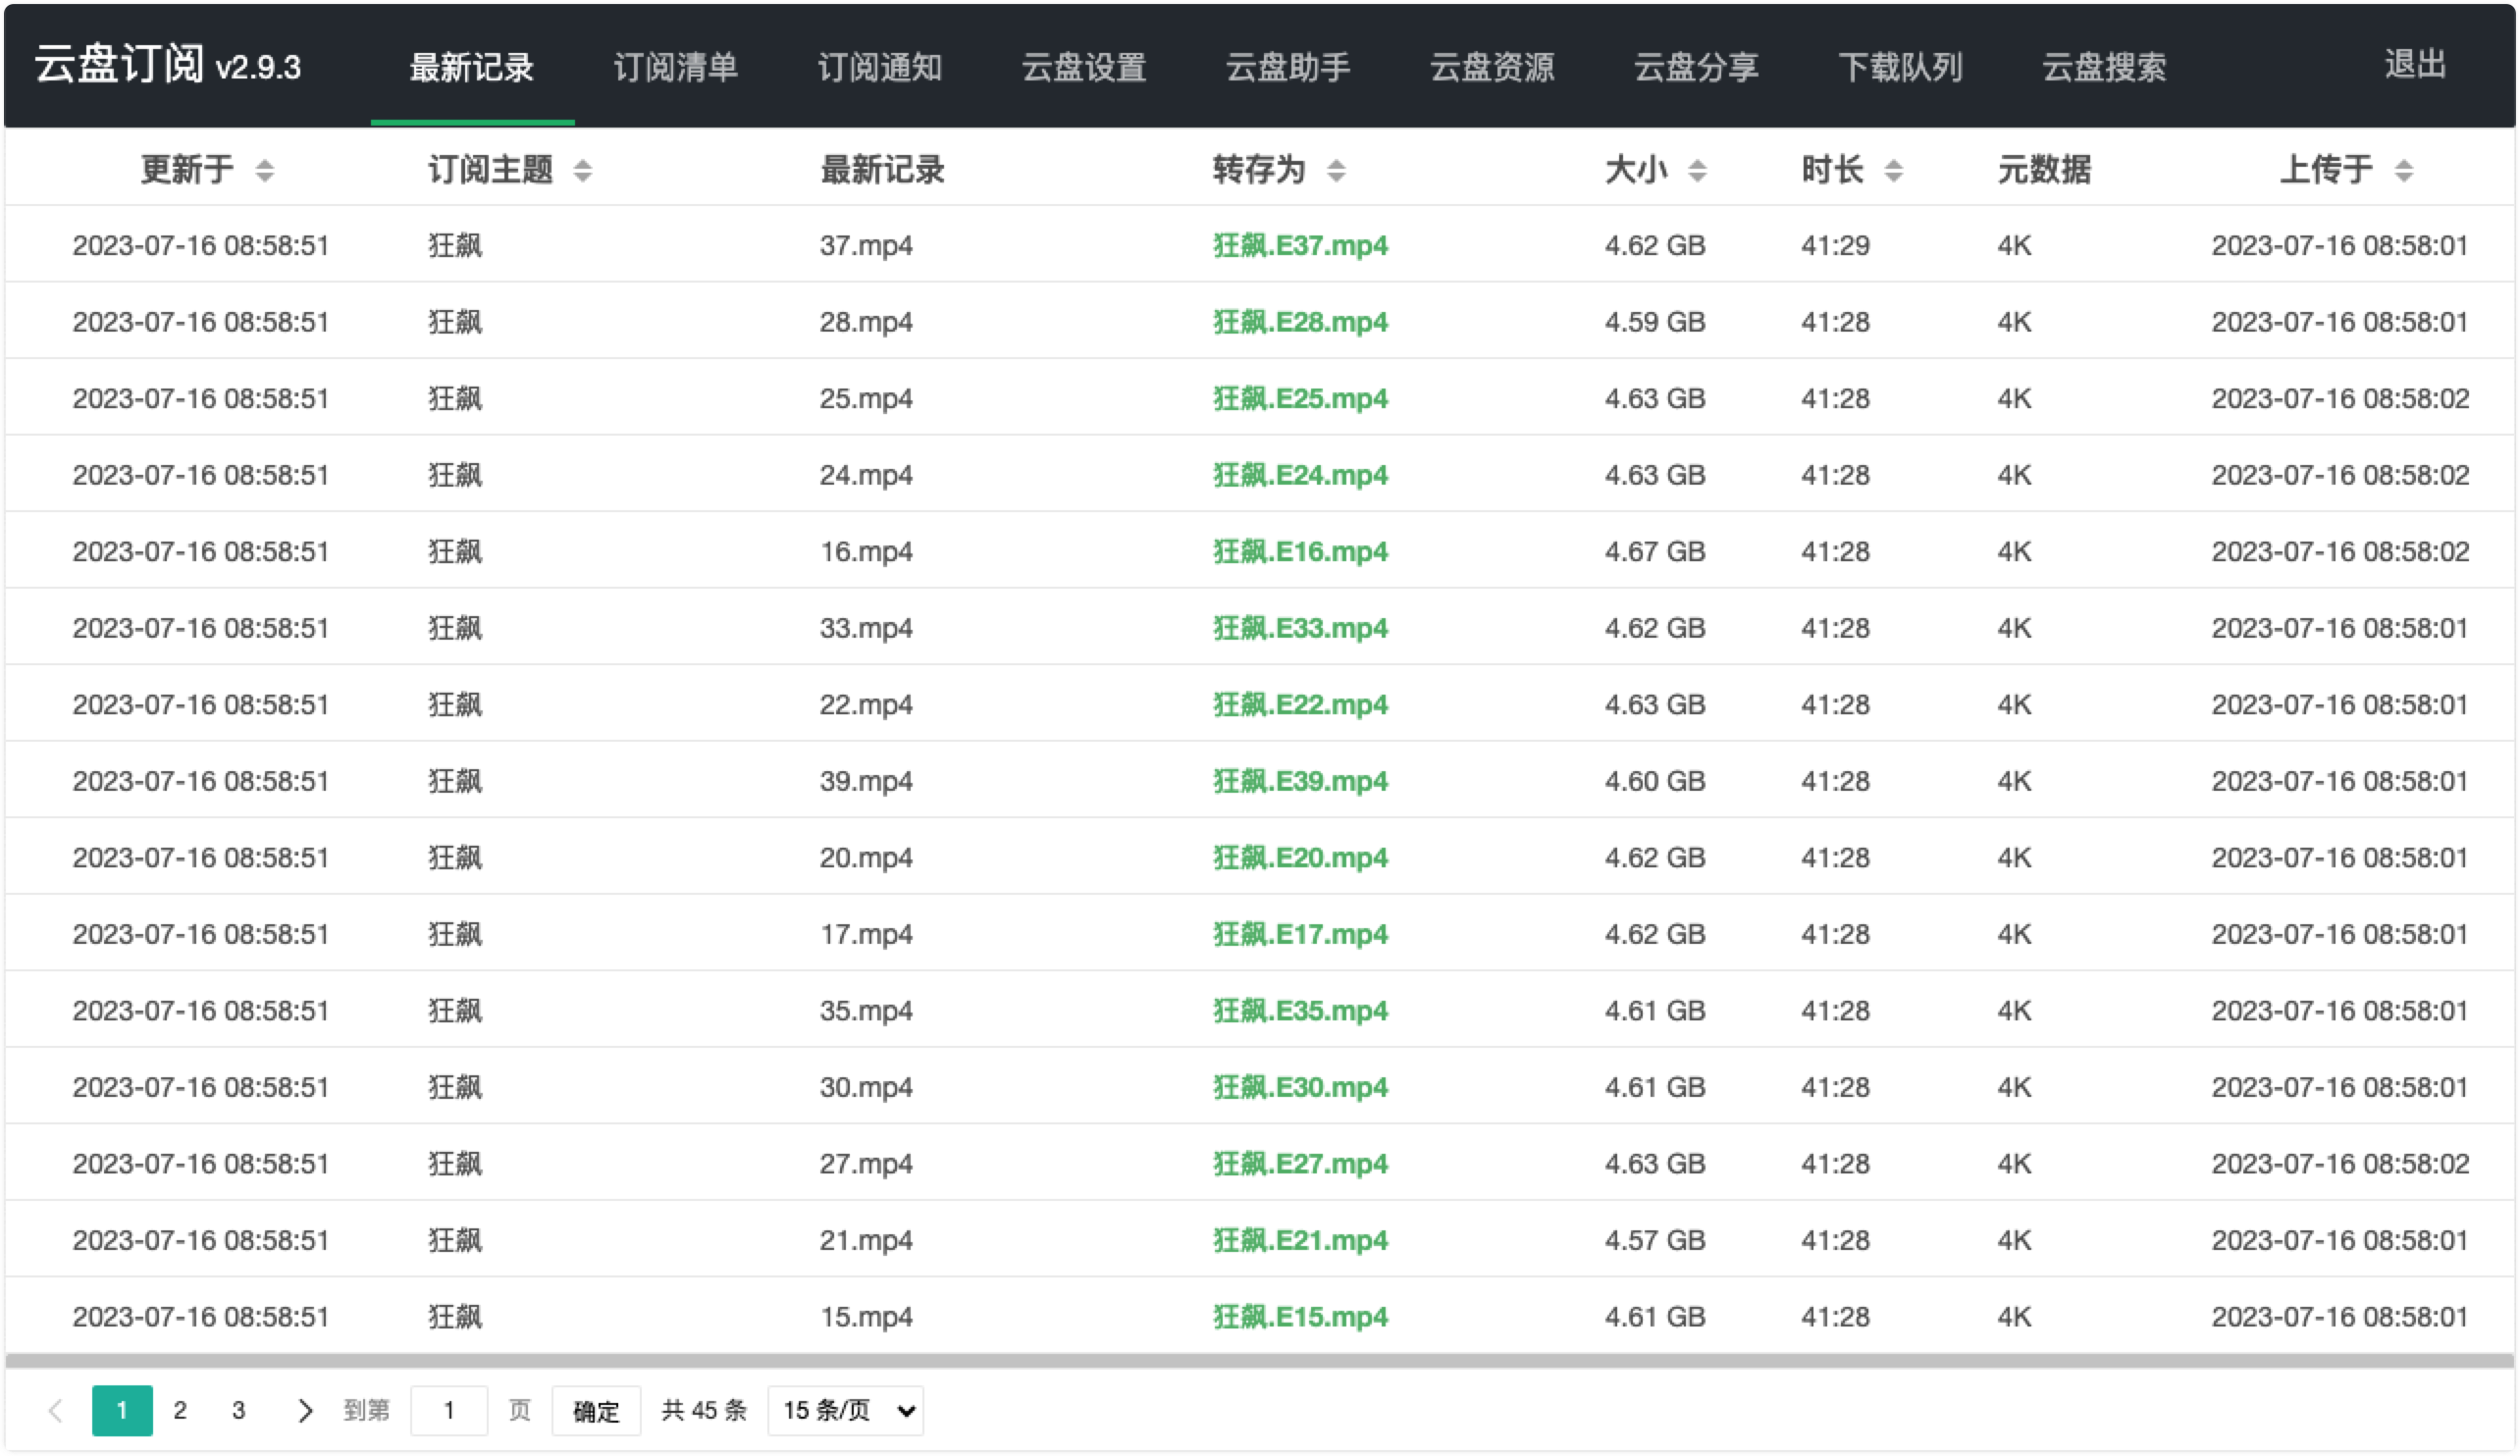 云盘订阅 v2.9.3 最新记录 订阅清单 订阅通知 云盘设置 云盘助手 云盘资源 云盘分享 下载队列 云盘搜索 退出
更新于 订阅主题 最新记录 转存为 大小 时长 元数据 上传于
2023-07-16 08:58:51 狂飙 37.mp4 狂飙.E37.mp4 4.62 GB 41:29 4K 2023-07-16 08:58:01
2023-07-16 08:58:51 狂飙 28.mp4 狂飙.E28.mp4 4.59 GB 41:28 4K 2023-07-16 08:58:01
2023-07-16 08:58:51 狂飙 25.mp4 狂飙.E25.mp4 4.63 GB 41:28 4K 2023-07-16 08:58:02
2023-07-16 08:58:51 狂飙 24.mp4 狂飙.E24.mp4 4.63 GB 41:28 4K 2023-07-16 08:58:02
2023-07-16 08:58:51 狂飙 16.mp4 狂飙.E16.mp4 4.67 GB 41:28 4K 2023-07-16 08:58:02
2023-07-16 08:58:51 狂飙 33.mp4 狂飙.E33.mp4 4.62 GB 41:28 4K 2023-07-16 08:58:01
2023-07-16 08:58:51 狂飙 22.mp4 狂飙.E22.mp4 4.63 GB 41:28 4K 2023-07-16 08:58:01
2023-07-16 08:58:51 狂飙 39.mp4 狂飙.E39.mp4 4.60 GB 41:28 4K 2023-07-16 08:58:01
2023-07-16 08:58:51 狂飙 20.mp4 狂飙.E20.mp4 4.62 GB 41:28 4K 2023-07-16 08:58:01
2023-07-16 08:58:51 狂飙 17.mp4 狂飙.E17.mp4 4.62 GB 41:28 4K 2023-07-16 08:58:01
2023-07-16 08:58:51 狂飙 35.mp4 狂飙.E35.mp4 4.61 GB 41:28 4K 2023-07-16 08:58:01
2023-07-16 08:58:51 狂飙 30.mp4 狂飙.E30.mp4 4.61 GB 41:28 4K 2023-07-16 08:58:01
2023-07-16 08:58:51 狂飙 27.mp4 狂飙.E27.mp4 4.63 GB 41:28 4K 2023-07-16 08:58:02
2023-07-16 08:58:51 狂飙 21.mp4 狂飙.E21.mp4 4.57 GB 41:28 4K 2023-07-16 08:58:01
2023-07-16 08:58:51 狂飙 15.mp4 狂飙.E15.mp4 4.61 GB 41:28 4K 2023-07-16 08:58:01
1 2 3 到第 1 页 确定 共 45 条 15 条/页